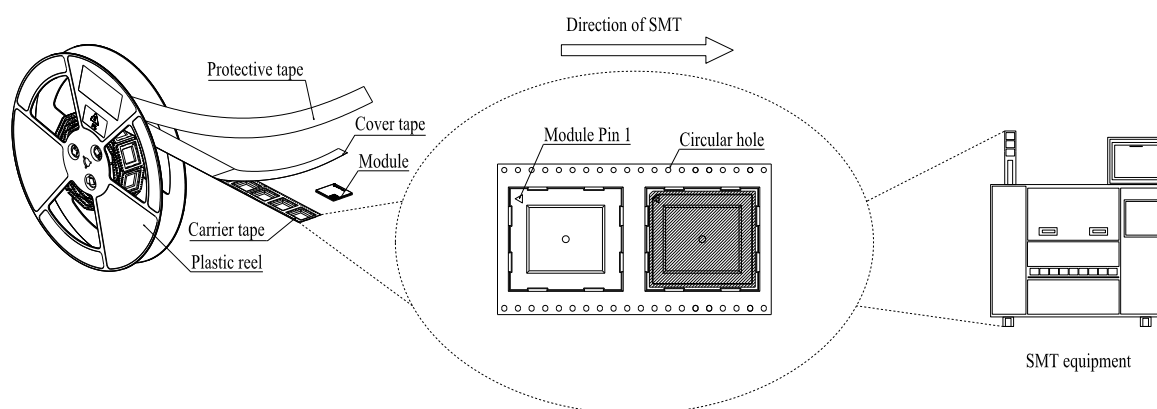 Direction of SMT
Protective tape
Cover tape
Module Pin 1
Circular hole
Module
Carrier tape
Plastic reel
SMT equipment